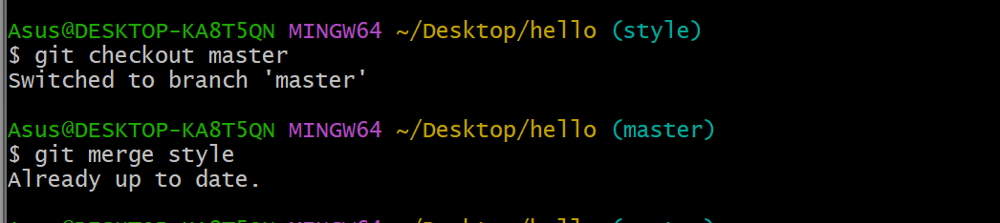 Asus@DESKTOP-KA8T5QN MINGW64 ~/Desktop/hello (style)
$ git checkout master
Switched to branch 'master'
Asus@DESKTOP-KA8T5QN MINGW64 ~/Desktop/hello (master)
$ git merge style
Already up to date.